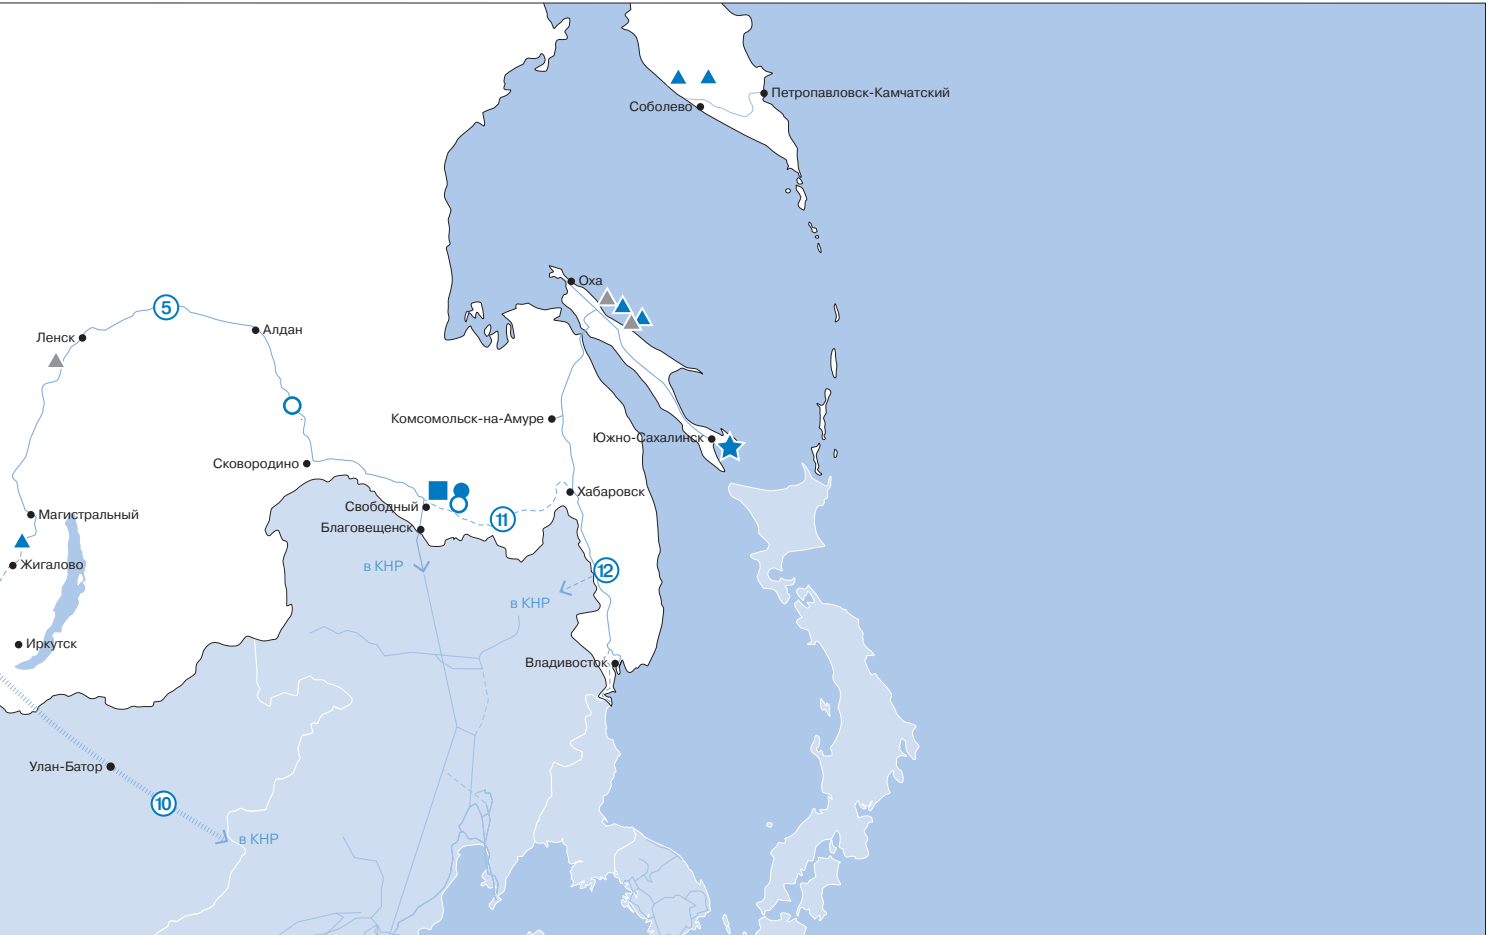 Петропавловск-Камчатский
Соболево
Оха
5
Алдан
Ленск
Комсомольск-на-Амуре
Южно-Сахалинск
Сковородино
Хабаровск
Свободный
Магистральный
11
Благовещенск
Жигалово
в КНР
12
в КНР
Иркутск
Владивосток
Улан-Батор
10
в КНР